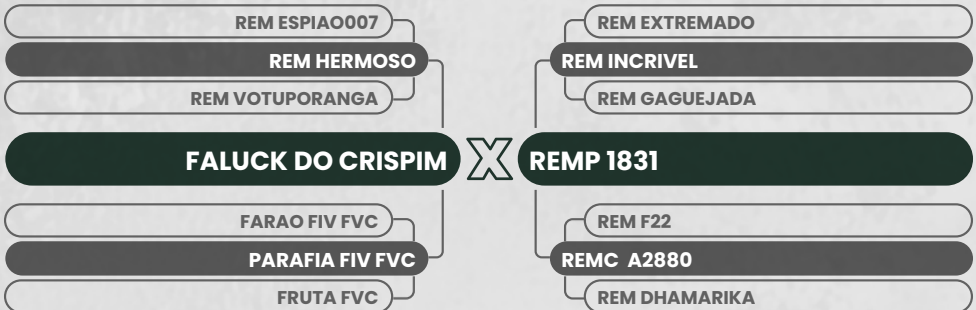 REM ESPIAO007
REM HERMOSO
REM VOTUPORANGA
FALUCK DO CRISPIM
FARAO FIV FVC
PARAFIA FIV FVC
FRUTA FVC
X
REM EXTREMADO
REM INCRIVEL
REM GAGUEJADA
REMP 1831
REM F22
REMC A2880
REM DHAMARIKA